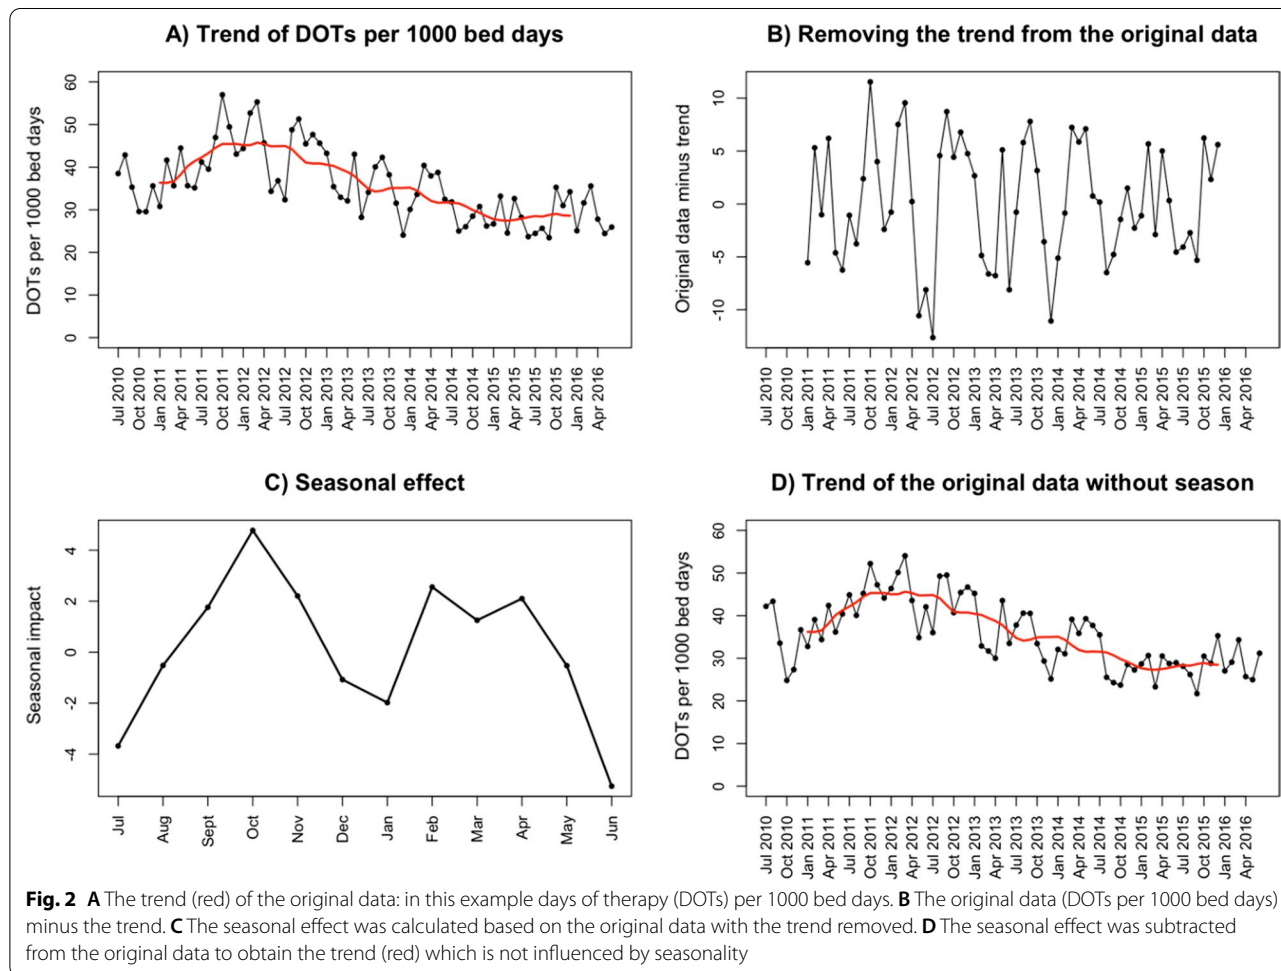 A) Trend of DOTs per 1000 bed days
DOTs per 1000 bed days
60
50
40
30
20
10
0
Jul 2010
Oct 2010
Jan 2011
Apr 2011
Jul 2011
Oct 2011
Jan 2012
Apr 2012
Jul 2012
Oct 2012
Jan 2013
Apr 2013
Jul 2013
Oct 2013
Jan 2014
Apr 2014
Jul 2014
Oct 2014
Jan 2015
Apr 2015
Jul 2015
Oct 2015
Jan 2016
Apr 2016
B) Removing the trend from the original data
Original data minus trend
10
5
0
-5
-10
Jul 2010
Oct 2010
Jan 2011
Apr 2011
Jul 2011
Oct 2011
Jan 2012
Apr 2012
Jul 2012
Oct 2012
Jan 2013
Apr 2013
Jul 2013
Oct 2013
Jan 2014
Apr 2014
Jul 2014
Oct 2014
Jan 2015
Apr 2015
Jul 2015
Oct 2015
Jan 2016
Apr 2016
C) Seasonal effect
Seasonal impact
4
2
0
-2
-4
Jul
Aug
Sept
Oct
Nov
Dec
Jan
Feb
Mar
Apr
May
Jun
D) Trend of the original data without season
DOTs per 1000 bed days
60
50
40
30
20
10
0
Jul 2010
Oct 2010
Jan 2011
Apr 2011
Jul 2011
Oct 2011
Jan 2012
Apr 2012
Jul 2012
Oct 2012
Jan 2013
Apr 2013
Jul 2013
Oct 2013
Jan 2014
Apr 2014
Jul 2014
Oct 2014
Jan 2015
Apr 2015
Jul 2015
Oct 2015
Jan 2016
Apr 2016
Fig. 2 A The trend (red) of the original data: in this example days of therapy (DOTs) per 1000 bed days. B The original data (DOTs per 1000 bed days)
minus the trend. C The seasonal effect was calculated based on the original data with the trend removed. D The seasonal effect was subtracted
from the original data to obtain the trend (red) which is not influenced by seasonality